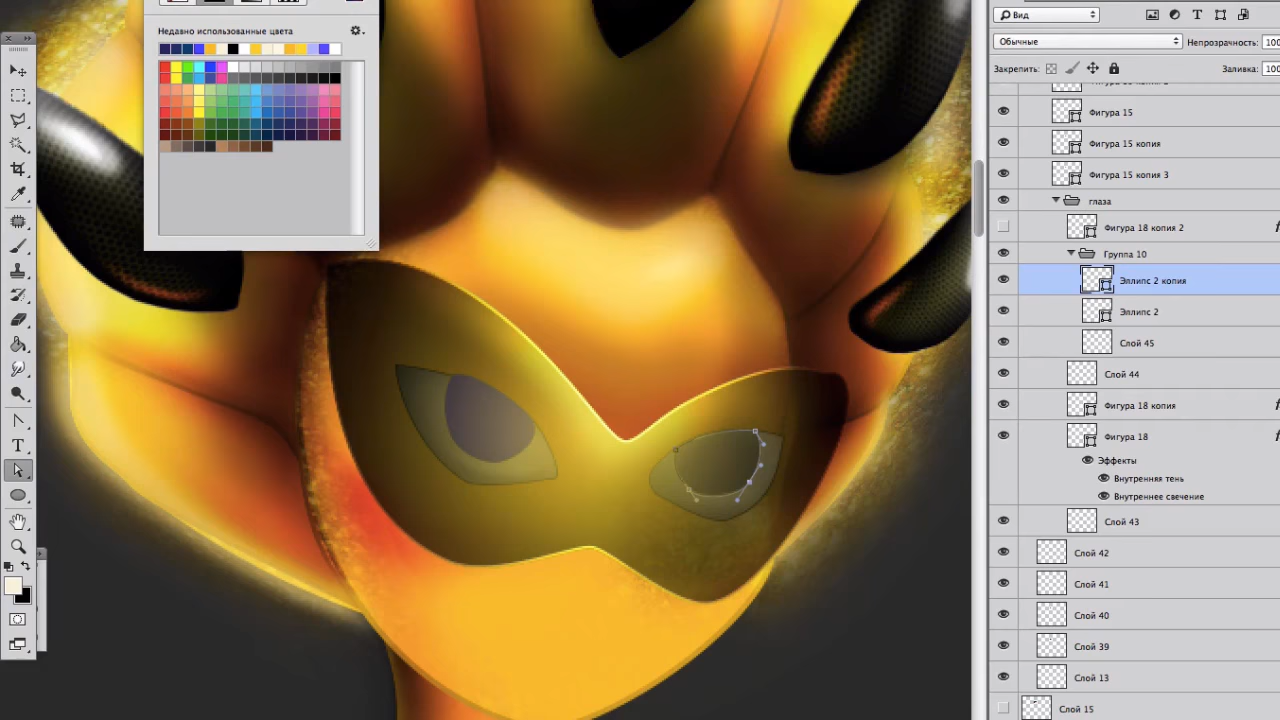 Вид
Обычные
Непрозрачность: 100
Закрепить:
Заливка: 100
Недавно использованные цвета
Фигура 15
Фигура 15 копия
Фигура 15 копия 3
глаза
Фигура 18 копия 2
Группа 10
Эллипс 2 копия
Эллипс 2
Слой 45
Слой 44
Фигура 18 копия
Фигура 18
Эффекты
Внутренняя тень
Внутреннее свечение
Слой 43
Слой 42
Слой 41
Слой 40
Слой 39
Слой 13
Слой 15